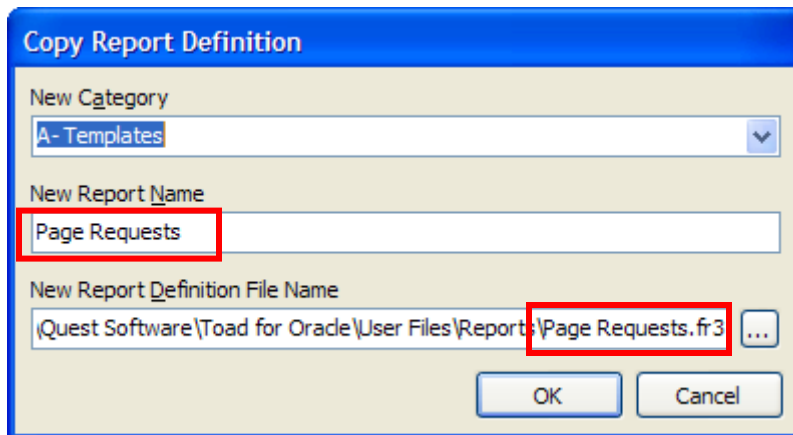 Copy Report Definition
New Category
A- Templates
New Report Name
Page Requests
New Report Definition File Name
\Quest Software\Toad for Oracle\User Files\Reports\Page Requests.fr3 ...
OK Cancel